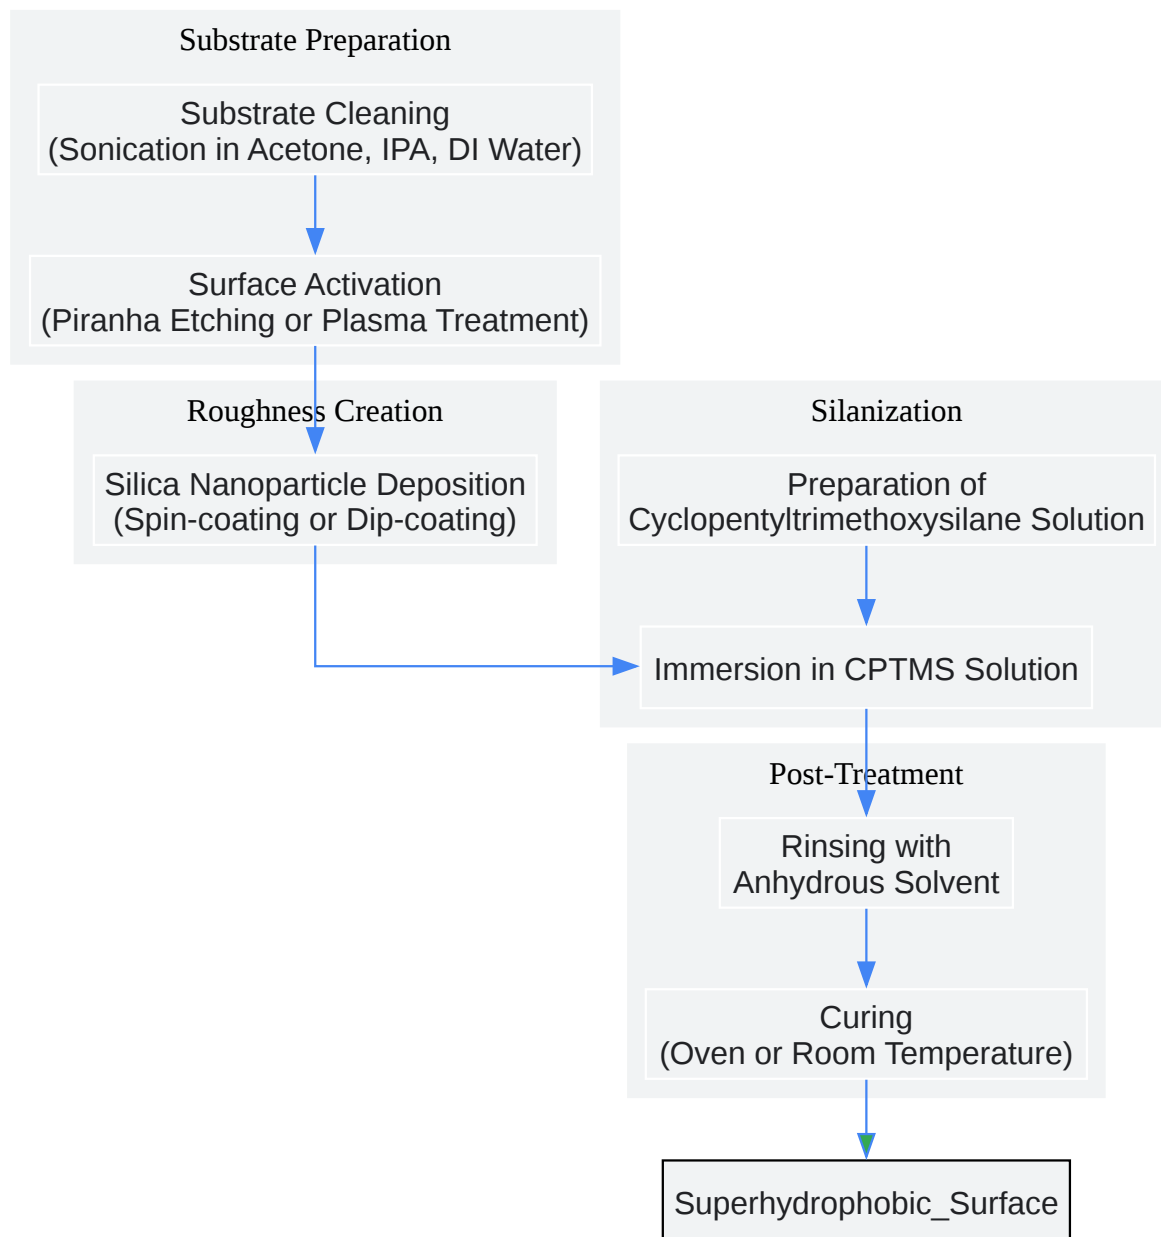 Substrate Preparation
Substrate Cleaning
(Sonication in Acetone, IPA, DI Water)
Surface Activation
(Piranha Etching or Plasma Treatment)
Roughness Creation
Silica Nanoparticle Deposition
(Spin-coating or Dip-coating)
Silanization
Preparation of
Cyclopentyltrimethoxysilane Solution
Immersion in CPTMS Solution
Post-Treatment
Rinsing with
Anhydrous Solvent
Curing
(Oven or Room Temperature)
Superhydrophobic_Surface